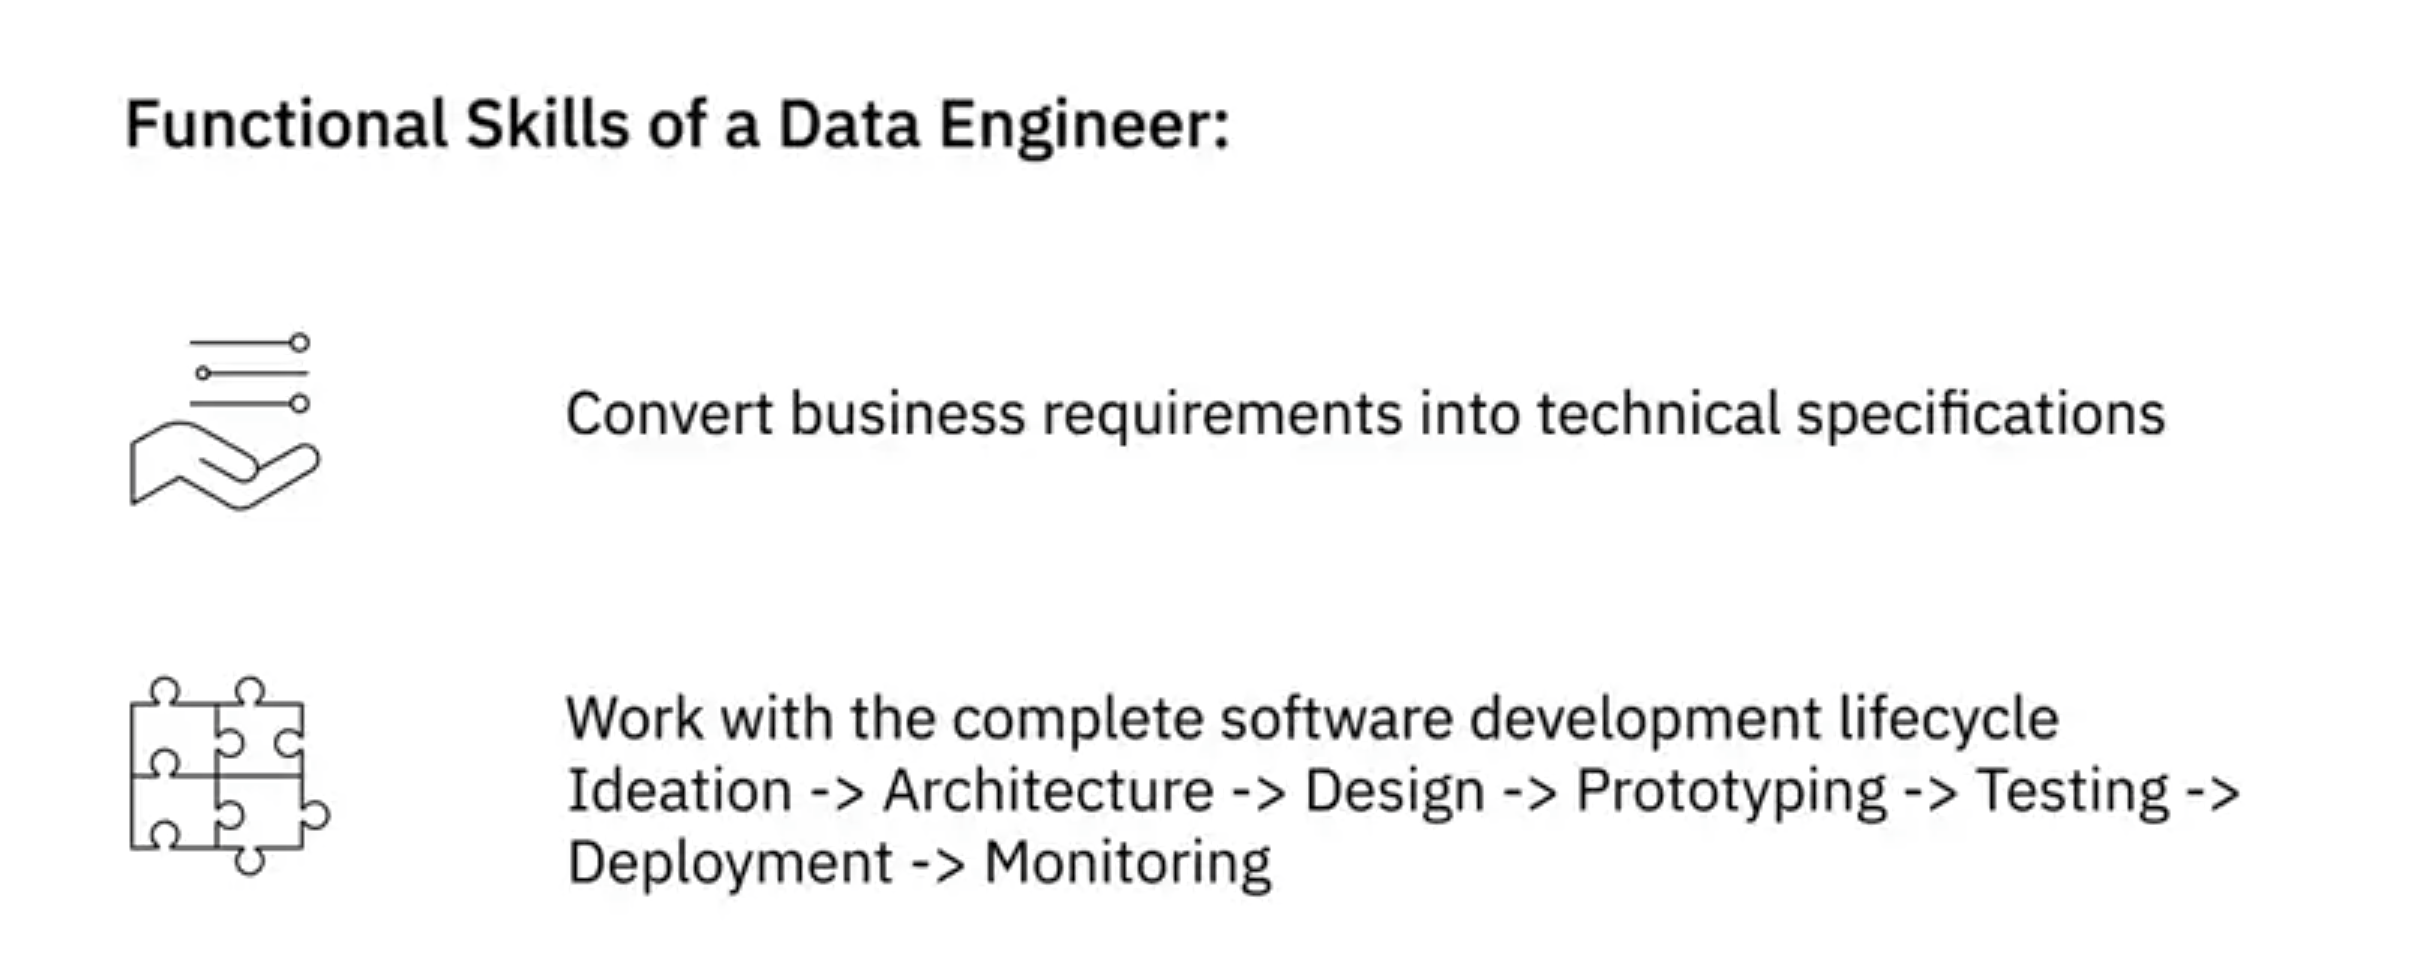 Functional Skills of a Data Engineer:
Convert business requirements into technical specifications
Work with the complete software development lifecycle
Ideation -> Architecture -> Design -> Prototyping -> Testing ->
Deployment -> Monitoring